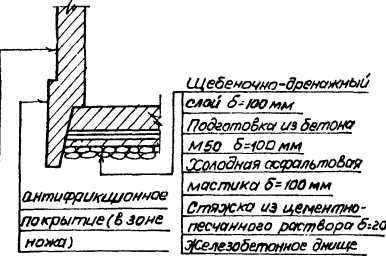 Щебеночно-дренажный
слой б=100 мм
Подготовка из бетона
М50 б=100 мм
Холодная асфальтовая
мастика б=100 мм
Стяжка из цементно-
песчанного раствора б=20
Железобетонное днище
антифрикционное
покрытие (в зоне
ножа)